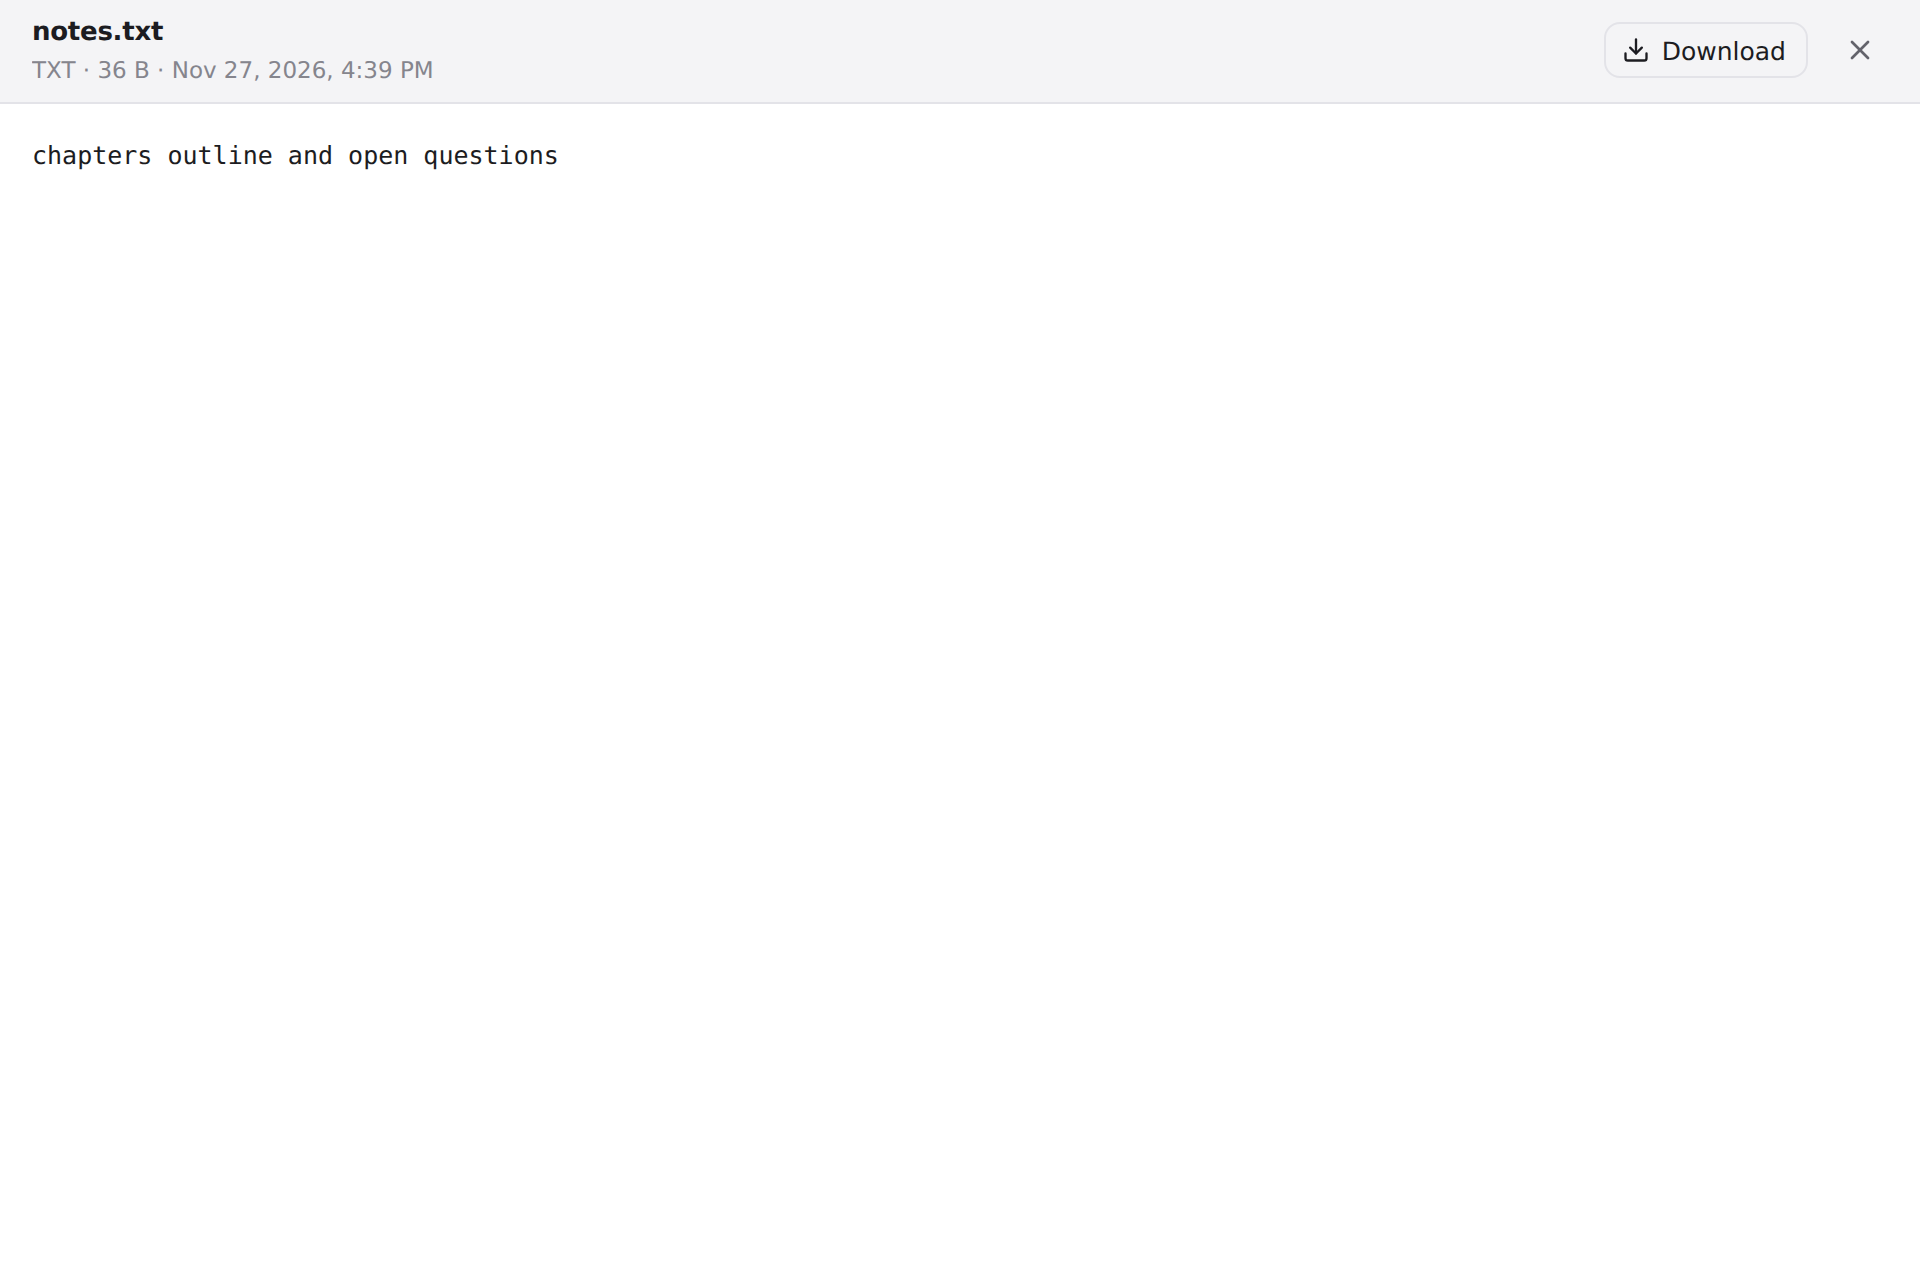 notes.txt
TXT · 36 B · Nov 27, 2026, 4:39 PM
Download
chapters outline and open questions